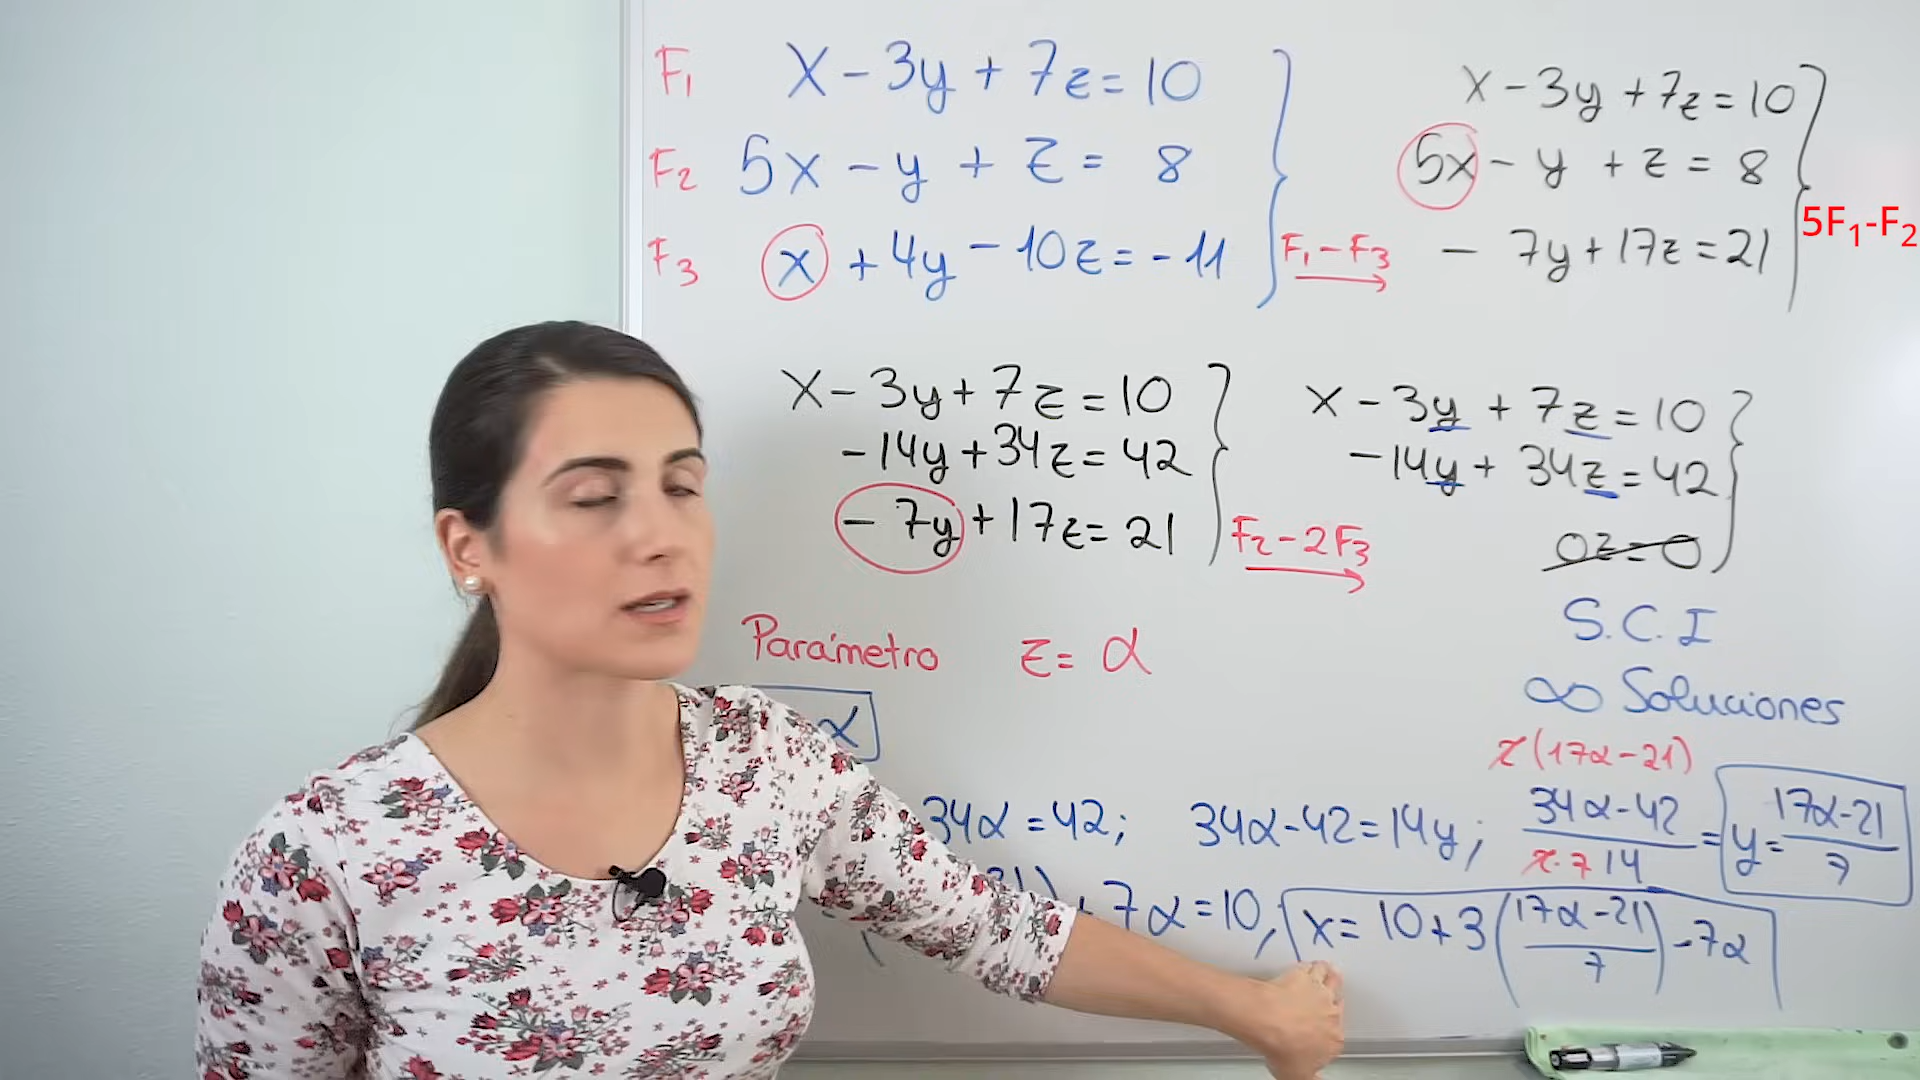 F₁ x - 3y + 7z = 10
F₂ 5x - y + z = 8
F₃ x + 4y - 10z = -11
F₁-F₃
x - 3y + 7z = 10
5x - y + z = 8
- 7y + 17z = 21
5F₁-F₂
x - 3y + 7z = 10
-14y + 34z = 42
- 7y + 17z = 21
F₂-2F₃
x - 3y + 7z = 10
-14y + 34z = 42
0z = 0
S.C.I
∞ Soluciones
Parámetro z = α
α
34α = 42; 34α-42 = 14y; 2(17α-21) 34α-42 / 2·7 14 = y = 17α-21 / 7
7α = 10, x = 10+3(17α-21 / 7) - 7α